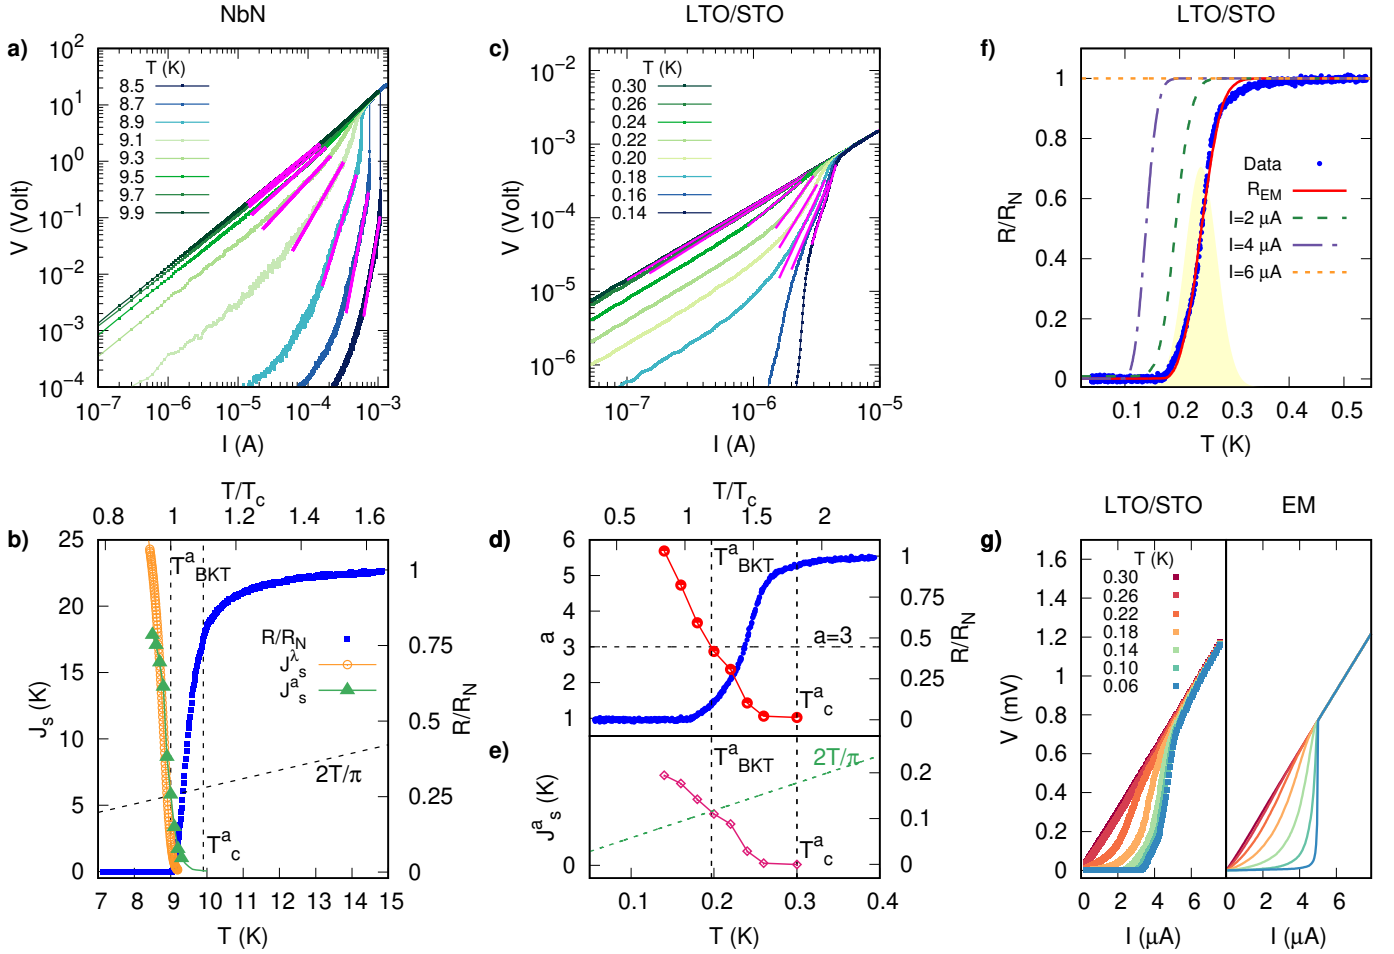 NbN
LTO/STO
LTO/STO
a)
10^2
10^1
10^0
10^−1
10^−2
10^−3
10^−4
V (Volt)
T (K)
8.5
8.7
8.9
9.1
9.3
9.5
9.7
9.9
10^−7
10^−6
10^−5
10^−4
10^−3
I (A)
c)
10^−2
10^−3
10^−4
10^−5
10^−6
V (Volt)
T (K)
0.30
0.26
0.24
0.22
0.20
0.18
0.16
0.14
10^−7
10^−6
10^−5
I (A)
f)
1
0.8
0.6
0.4
0.2
0
R/R_N
Data
R_EM
I=2 μA
I=4 μA
I=6 μA
0.1 0.2 0.3 0.4 0.5
T (K)
T/T_c
0.8 1 1.2 1.4 1.6
b)
25
20
15
10
5
0
J_s (K)
T^a_BKT
R/R_N
J^λ_s
J^a_s
2T/π
T^a_c
1
0.75
0.5
0.25
0
R/R_N
7 8 9 10 11 12 13 14 15
T (K)
T/T_c
0.5 1 1.5 2
d)
6
5
4
3
2
1
a
T^a_BKT
a=3
T^a_c
1
0.75
0.5
0.25
0
R/R_N
e)
0
J^a_s (K)
T^a_BKT
2T/π
T^a_c
0.2
0.1
0
0.1 0.2 0.3 0.4
T (K)
LTO/STO
EM
g)
1.6
1.2
0.8
0.4
0.2
0
V (mV)
T (K)
0.30
0.26
0.22
0.18
0.14
0.10
0.06
0 2 4 6
I (μA)
0 2 4 6
I (μA)